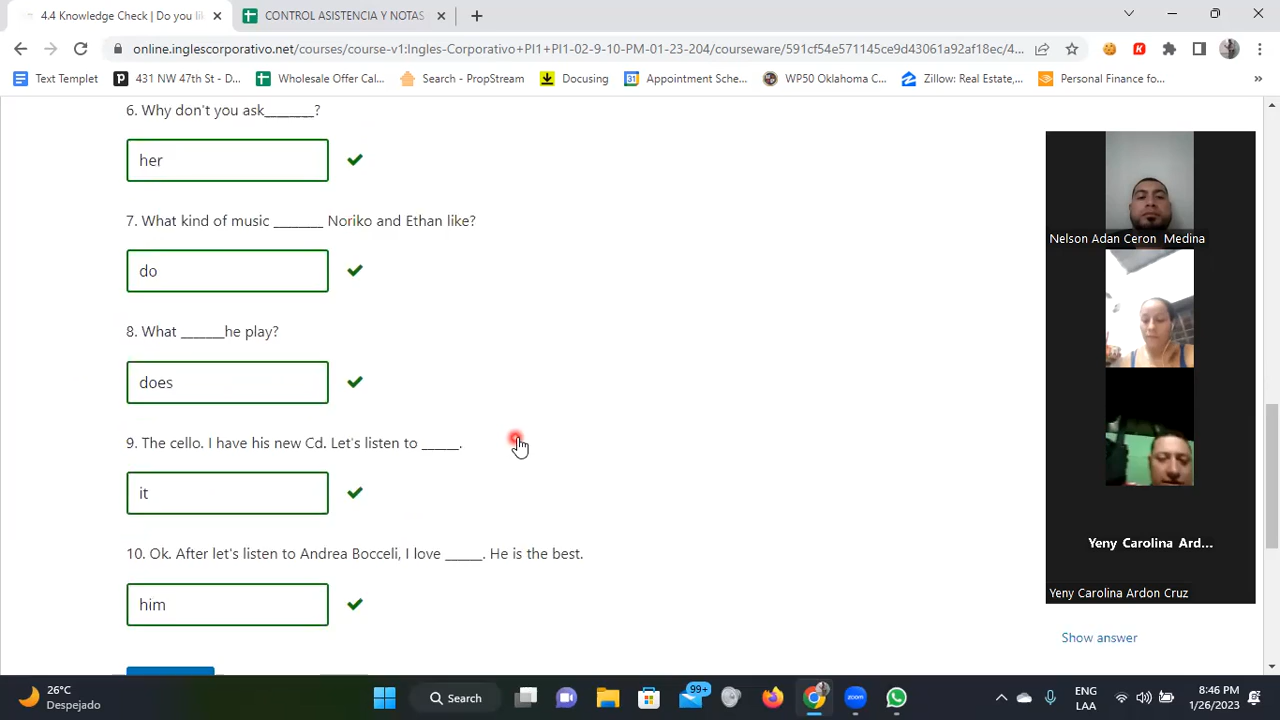 4.4 Knowledge Check | Do you li
CONTROL ASISTENCIA Y NOTAS
online.inglescorporativo.net/courses/course-v1:Ingles-Corporativo+PI1+PI1-02-9-10-PM-01-23-204/courseware/591cf54e571145ce9d43061a92af18ec/4...
Text Templet
431 NW 47th St - D...
Wholesale Offer Cal...
Search - PropStream
Docusing
Appointment Sche...
WP50 Oklahoma C...
Zillow: Real Estate,...
Personal Finance fo...
»
6. Why don't you ask_______?
her
7. What kind of music _______ Noriko and Ethan like?
do
8. What ______he play?
does
9. The cello. I have his new Cd. Let's listen to _____.
it
10. Ok. After let's listen to Andrea Bocceli, I love _____. He is the best.
him
Nelson Adan Ceron Medina
Yeny Carolina Ard...
Yeny Carolina Ardon Cruz
Show answer
26°C
Despejado
Search
99+
zoom
ENG
LAA
8:46 PM
1/26/2023